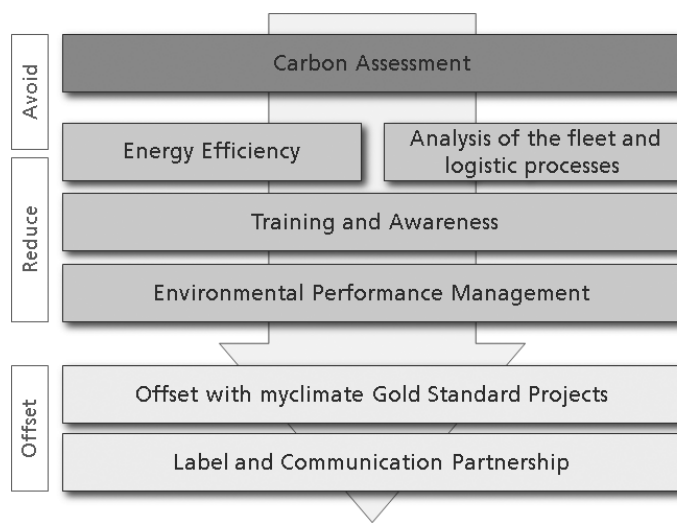 Avoid
Carbon Assessment
Energy Efficiency
Analysis of the fleet and
logistic processes
Reduce
Training and Awareness
Environmental Performance Management
Offset
Offset with myclimate Gold Standard Projects
Label and Communication Partnership